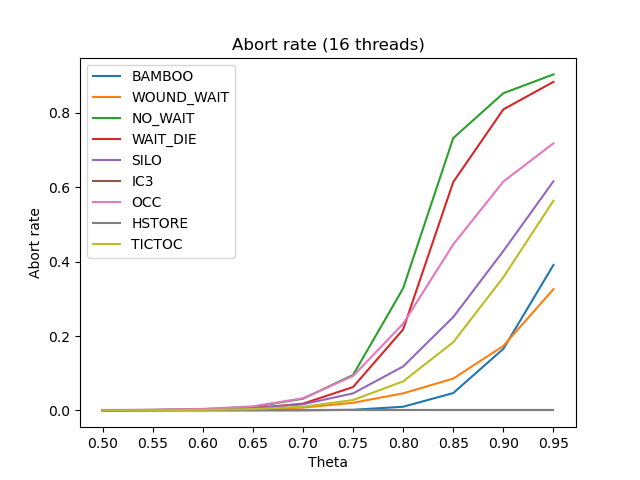 Abort rate (16 threads)
BAMBOO
WOUND_WAIT
NO_WAIT
WAIT_DIE
SILO
IC3
OCC
HSTORE
TICTOC
Abort rate
0.8
0.6
0.4
0.2
0.0
0.50 0.55 0.60 0.65 0.70 0.75 0.80 0.85 0.90 0.95
Theta